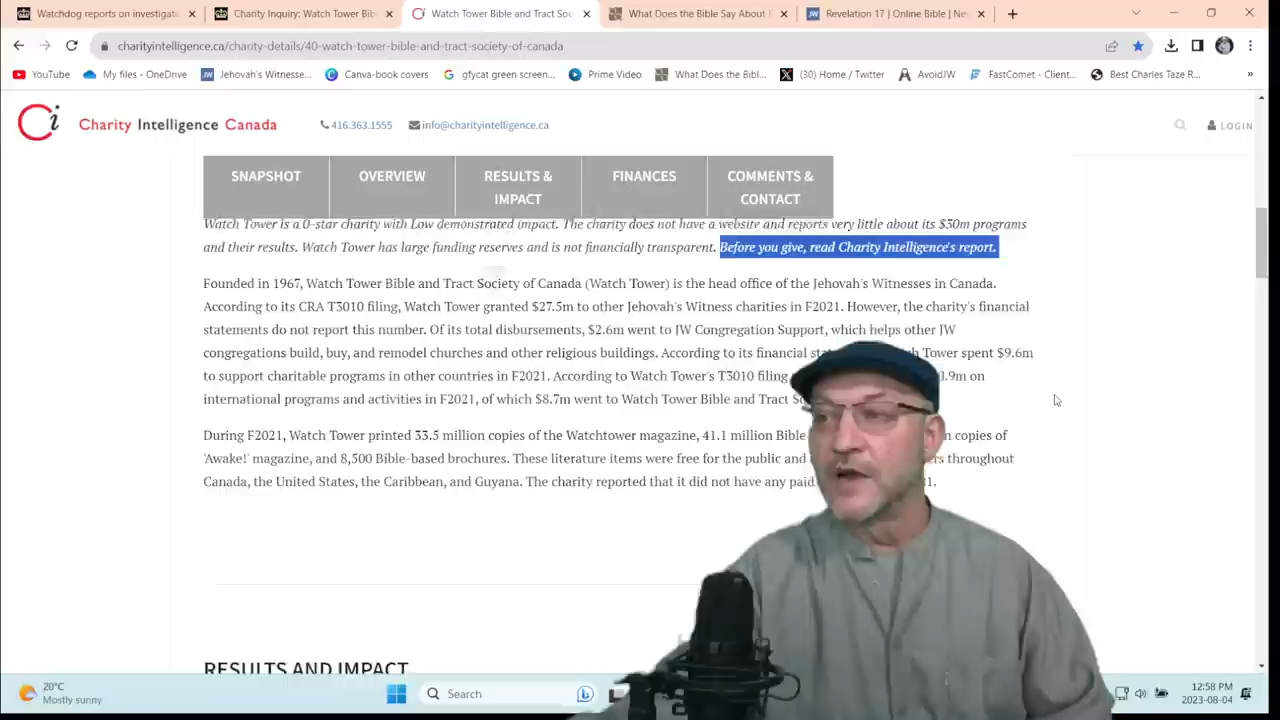 Watchdog reports on investigat
Charity Inquiry: Watch Tower Bib
Watch Tower Bible and Tract Soc
What Does the Bible Say About
Revelation 17 | Online Bible | Ne
charityintelligence.ca/charity-details/40-watch-tower-bible-and-tract-society-of-canada
YouTube
My files - OneDrive
Jehovah's Witnesse...
Canva-book covers
gfycat green screen...
Prime Video
What Does the Bibl...
(30) Home / Twitter
AvoidJW
FastComet - Client...
Best Charles Taze R...
Charity Intelligence Canada
416.363.1555
info@charityintelligence.ca
LOGIN
SNAPSHOT
OVERVIEW
RESULTS &
IMPACT
FINANCES
COMMENTS &
CONTACT
Watch Tower is a 0-star charity with Low demonstrated impact. The charity does not have a website and reports very little about its $30m programs
and their results. Watch Tower has large funding reserves and is not financially transparent. Before you give, read Charity Intelligence's report.
Founded in 1967, Watch Tower Bible and Tract Society of Canada (Watch Tower) is the head office of the Jehovah's Witnesses in Canada.
According to its CRA T3010 filing, Watch Tower granted $27.5m to other Jehovah's Witness charities in F2021. However, the charity's financial
statements do not report this number. Of its total disbursements, $2.6m went to JW Congregation Support, which helps other JW
congregations build, buy, and remodel churches and other religious buildings. According to its financial sta Tower spent $9.6m
to support charitable programs in other countries in F2021. According to Watch Tower's T3010 filing .9m on
international programs and activities in F2021, of which $8.7m went to Watch Tower Bible and Tract S
During F2021, Watch Tower printed 33.5 million copies of the Watchtower magazine, 41.1 million Bible- copies of
'Awake!' magazine, and 8,500 Bible-based brochures. These literature items were free for the public and throughout
Canada, the United States, the Caribbean, and Guyana. The charity reported that it did not have any paid
RESULTS AND IMPACT
20°C
Mostly sunny
Search
12:58 PM
2023-08-04